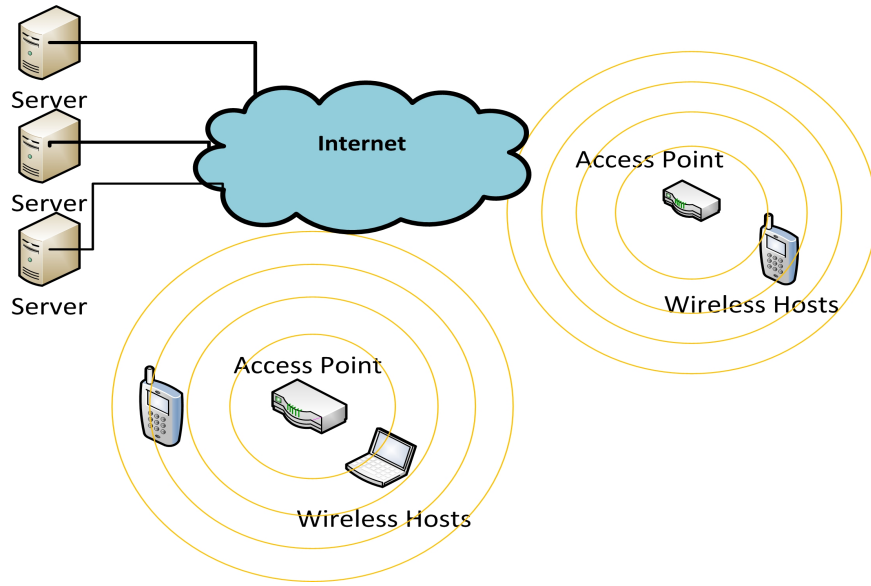 Server
Internet
Access Point
Server
Server
Wireless Hosts
Access Point
Wireless Hosts